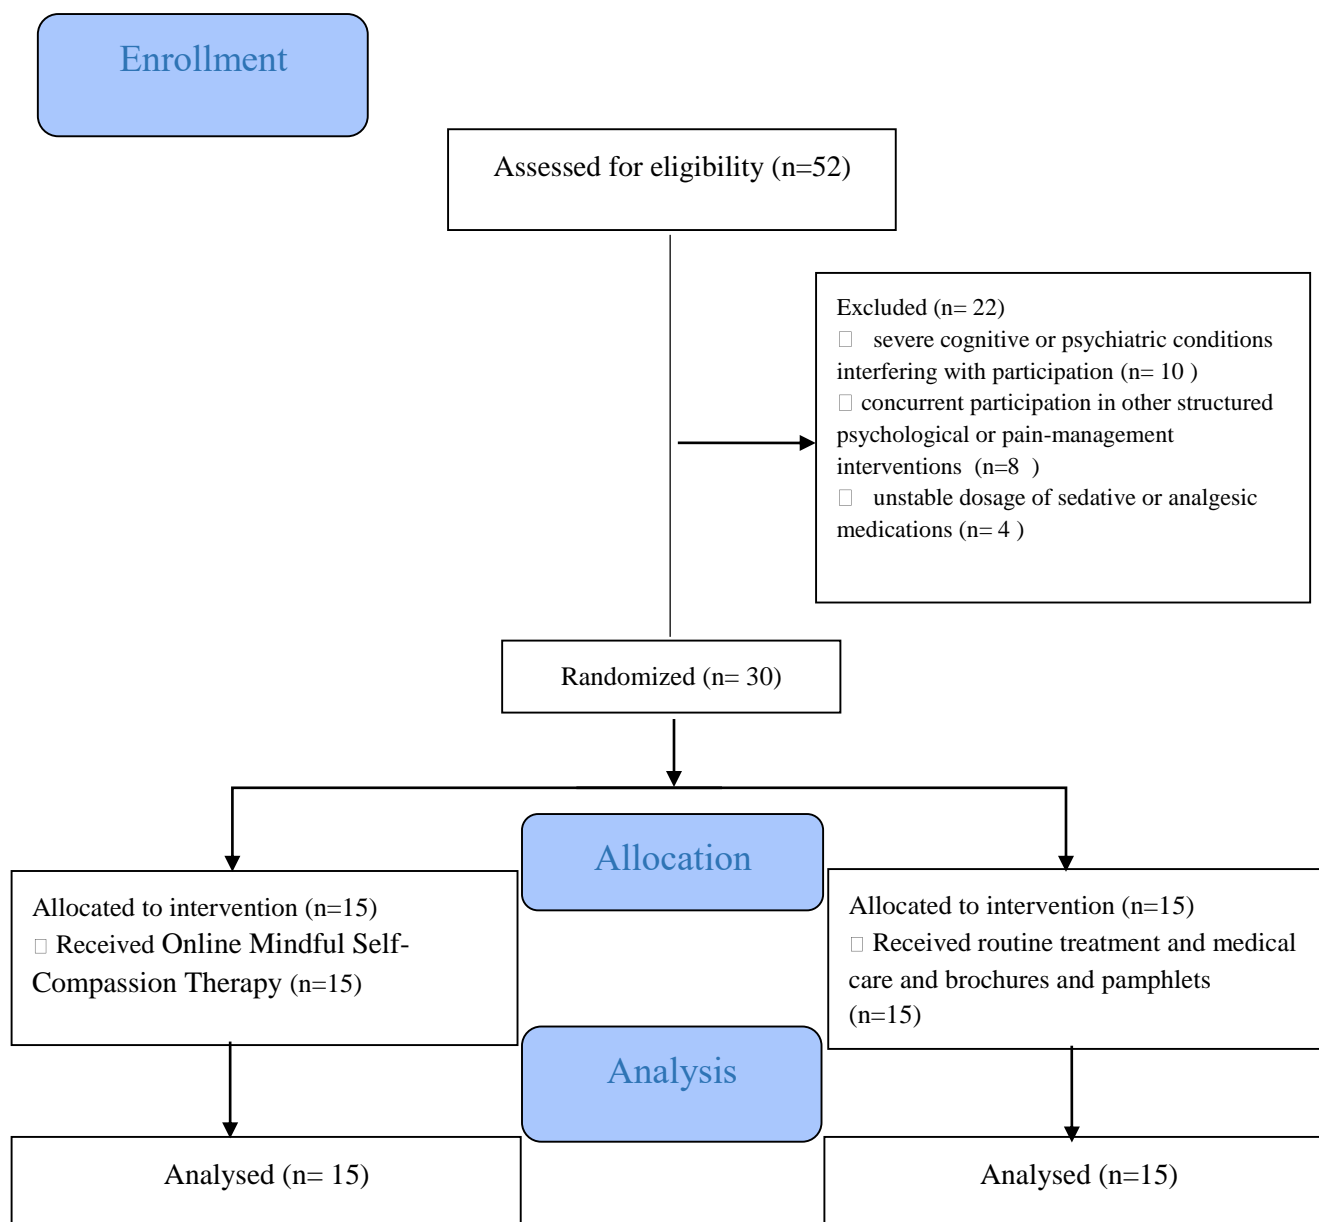 Enrollment
Assessed for eligibility (n=52)
Excluded (n= 22)
□ severe cognitive or psychiatric conditions
interfering with participation (n= 10 )
□ concurrent participation in other structured
psychological or pain-management
interventions (n=8 )
□ unstable dosage of sedative or analgesic
medications (n= 4 )
Randomized (n= 30)
Allocation
Allocated to intervention (n=15)
□ Received Online Mindful Self-
Compassion Therapy (n=15)
Allocated to intervention (n=15)
□ Received routine treatment and medical
care and brochures and pamphlets
(n=15)
Analysis
Analysed (n= 15)
Analysed (n=15)